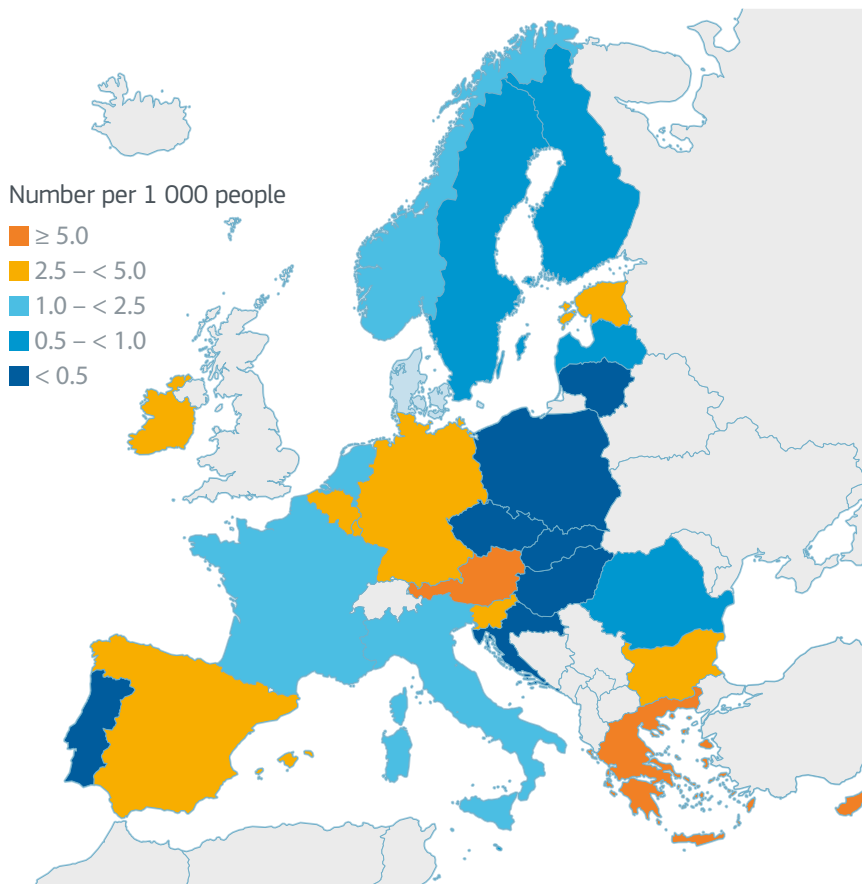 Number per 1 000 people
≥ 5.0
2.5 – < 5.0
1.0 – < 2.5
0.5 – < 1.0
< 0.5